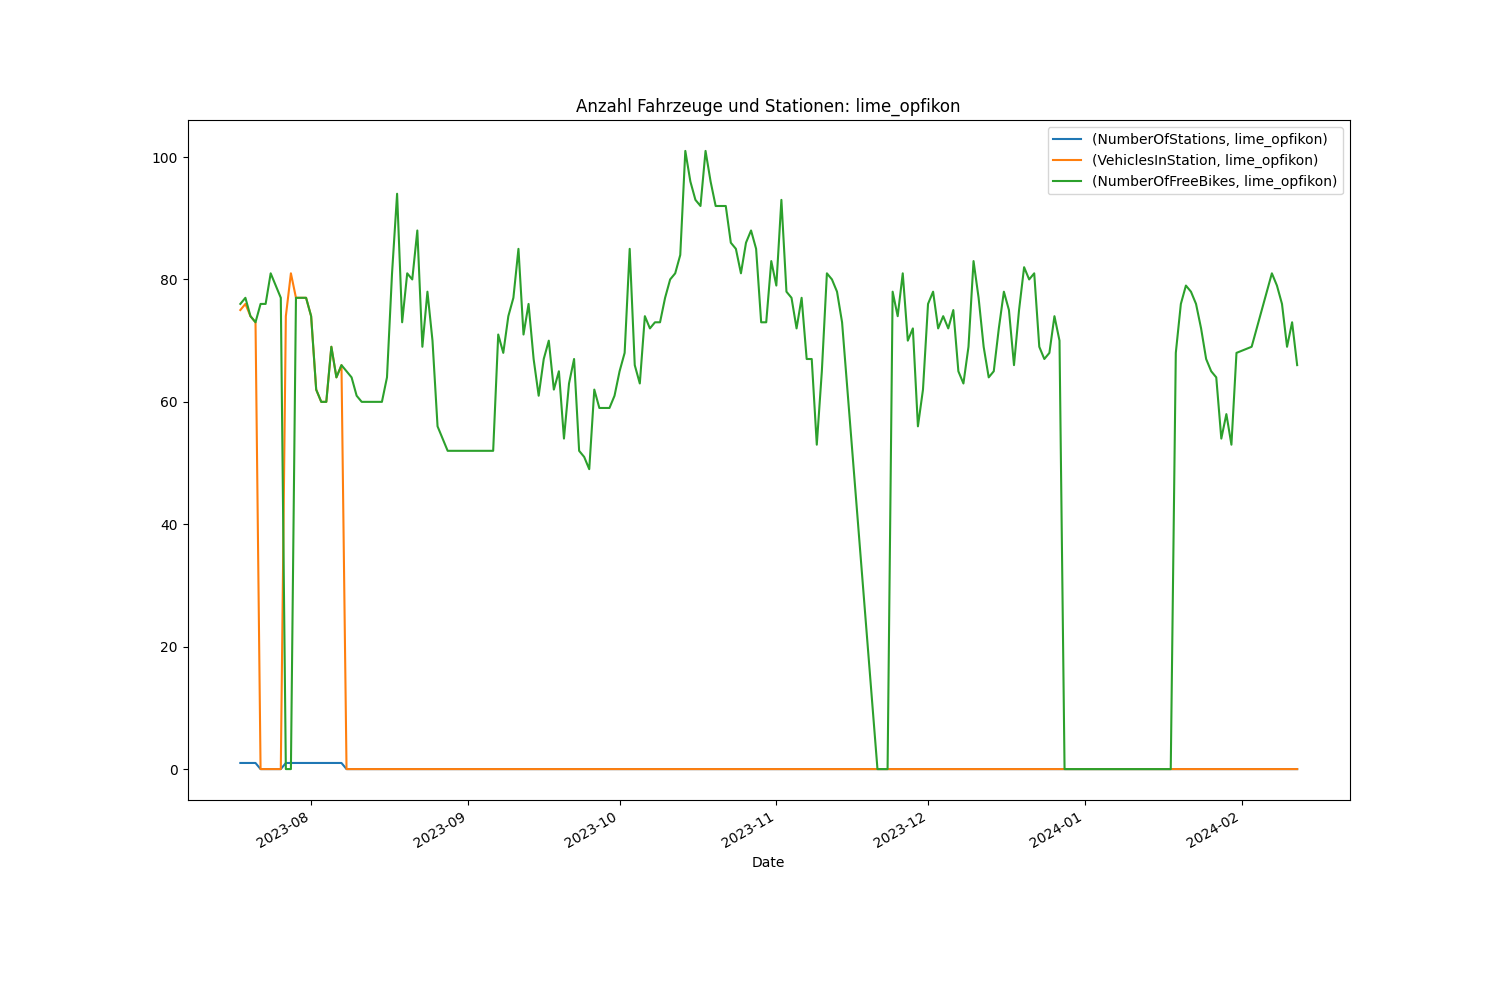 Anzahl Fahrzeuge und Stationen: lime_opfikon
(NumberOfStations, lime_opfikon)
(VehiclesInStation, lime_opfikon)
(NumberOfFreeBikes, lime_opfikon)
100
80
60
40
20
0
2023-08
2023-09
2023-10
2023-11
2023-12
2024-01
2024-02
Date